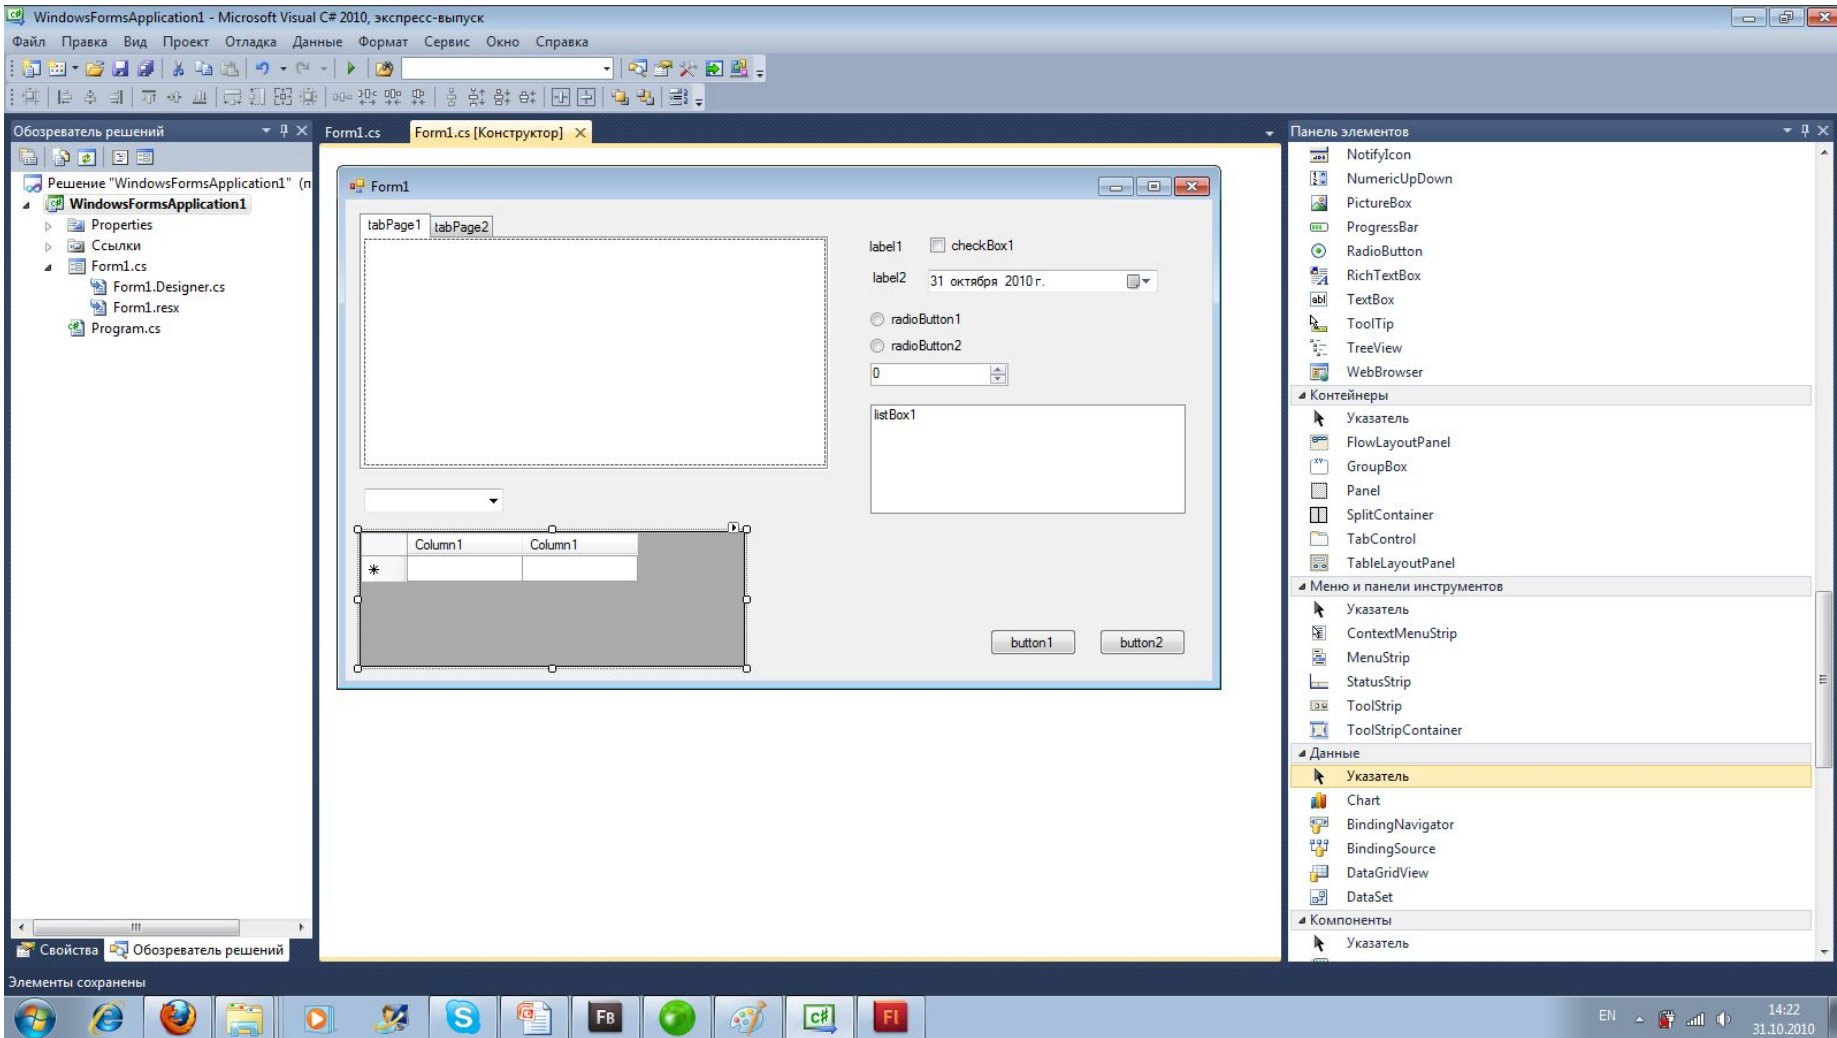 WindowsFormsApplication1 - Microsoft Visual C# 2010, экспресс-выпуск
Файл Правка Вид Проект Отладка Данные Формат Сервис Окно Справка
Обозреватель решений
Решение "WindowsFormsApplication1" (п
WindowsFormsApplication1
Properties
Ссылки
Form1.cs
Form1.Designer.cs
Form1.resx
Program.cs
Свойства Обозреватель решений
Form1.cs Form1.cs [Конструктор]
Form1
tabPage1 tabPage2
label1 checkBox1
label2 31 октября 2010 г.
radioButton1
radioButton2
0
listBox1
Column1 Column1
button1 button2
Панель элементов
NotifyIcon
NumericUpDown
PictureBox
ProgressBar
RadioButton
RichTextBox
TextBox
ToolTip
TreeView
WebBrowser
Контейнеры
Указатель
FlowLayoutPanel
GroupBox
Panel
SplitContainer
TabControl
TableLayoutPanel
Меню и панели инструментов
Указатель
ContextMenuStrip
MenuStrip
StatusStrip
ToolStrip
ToolStripContainer
Данные
Указатель
Chart
BindingNavigator
BindingSource
DataGridView
DataSet
Компоненты
Указатель
Элементы сохранены
FB C# FL
EN 14:22
31.10.2010